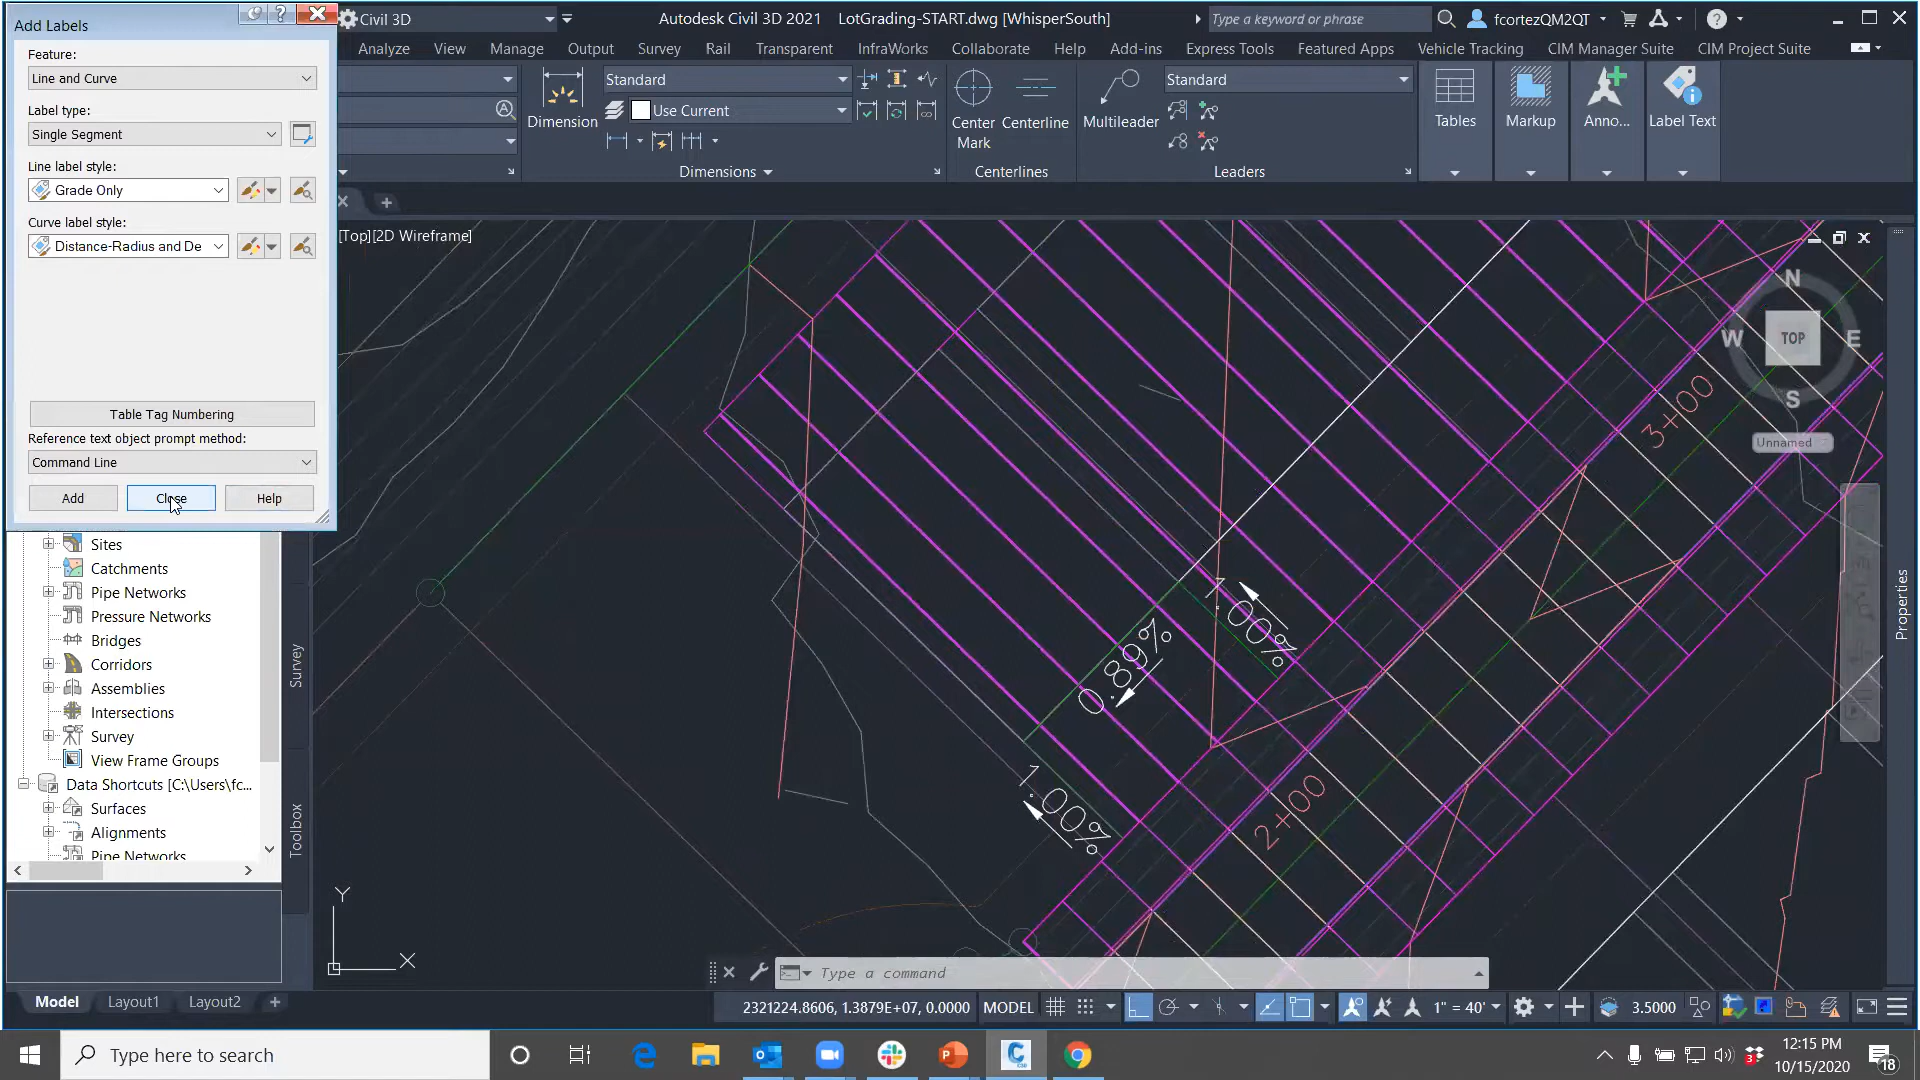 Add Labels
Civil 3D
Autodesk Civil 3D 2021 LotGrading-START.dwg [WhisperSouth]
Type a keyword or phrase
fcortezQM2QT
Analyze View Manage Output Survey Rail Transparent InfraWorks Collaborate Help Add-ins Express Tools Featured Apps Vehicle Tracking CIM Manager Suite CIM Project Suite
Feature:
Line and Curve
Label type:
Single Segment
Line label style:
Grade Only
Curve label style:
Distance-Radius and De
Table Tag Numbering
Reference text object prompt method:
Command Line
Add Close Help
Dimension
Standard
Use Current
Dimensions
Center
Mark
Centerline
Centerlines
Multileader
Standard
Leaders
Tables
Markup
Anno...
Label Text
[Top][2D Wireframe]
N
W TOP E
S
Unnamed
3+00
1.00%
0.89%
1.00%
2+00
Properties
Sites
Catchments
Pipe Networks
Pressure Networks
Bridges
Corridors
Assemblies
Intersections
Survey
View Frame Groups
Data Shortcuts [C:\Users\fc...
Surfaces
Alignments
Pipe Networks
Survey
Toolbox
Y
X
Type a command
Model Layout1 Layout2
2321224.8606, 1.3879E+07, 0.0000 MODEL
1" = 40'
3.5000
Type here to search
12:15 PM
10/15/2020
3
18